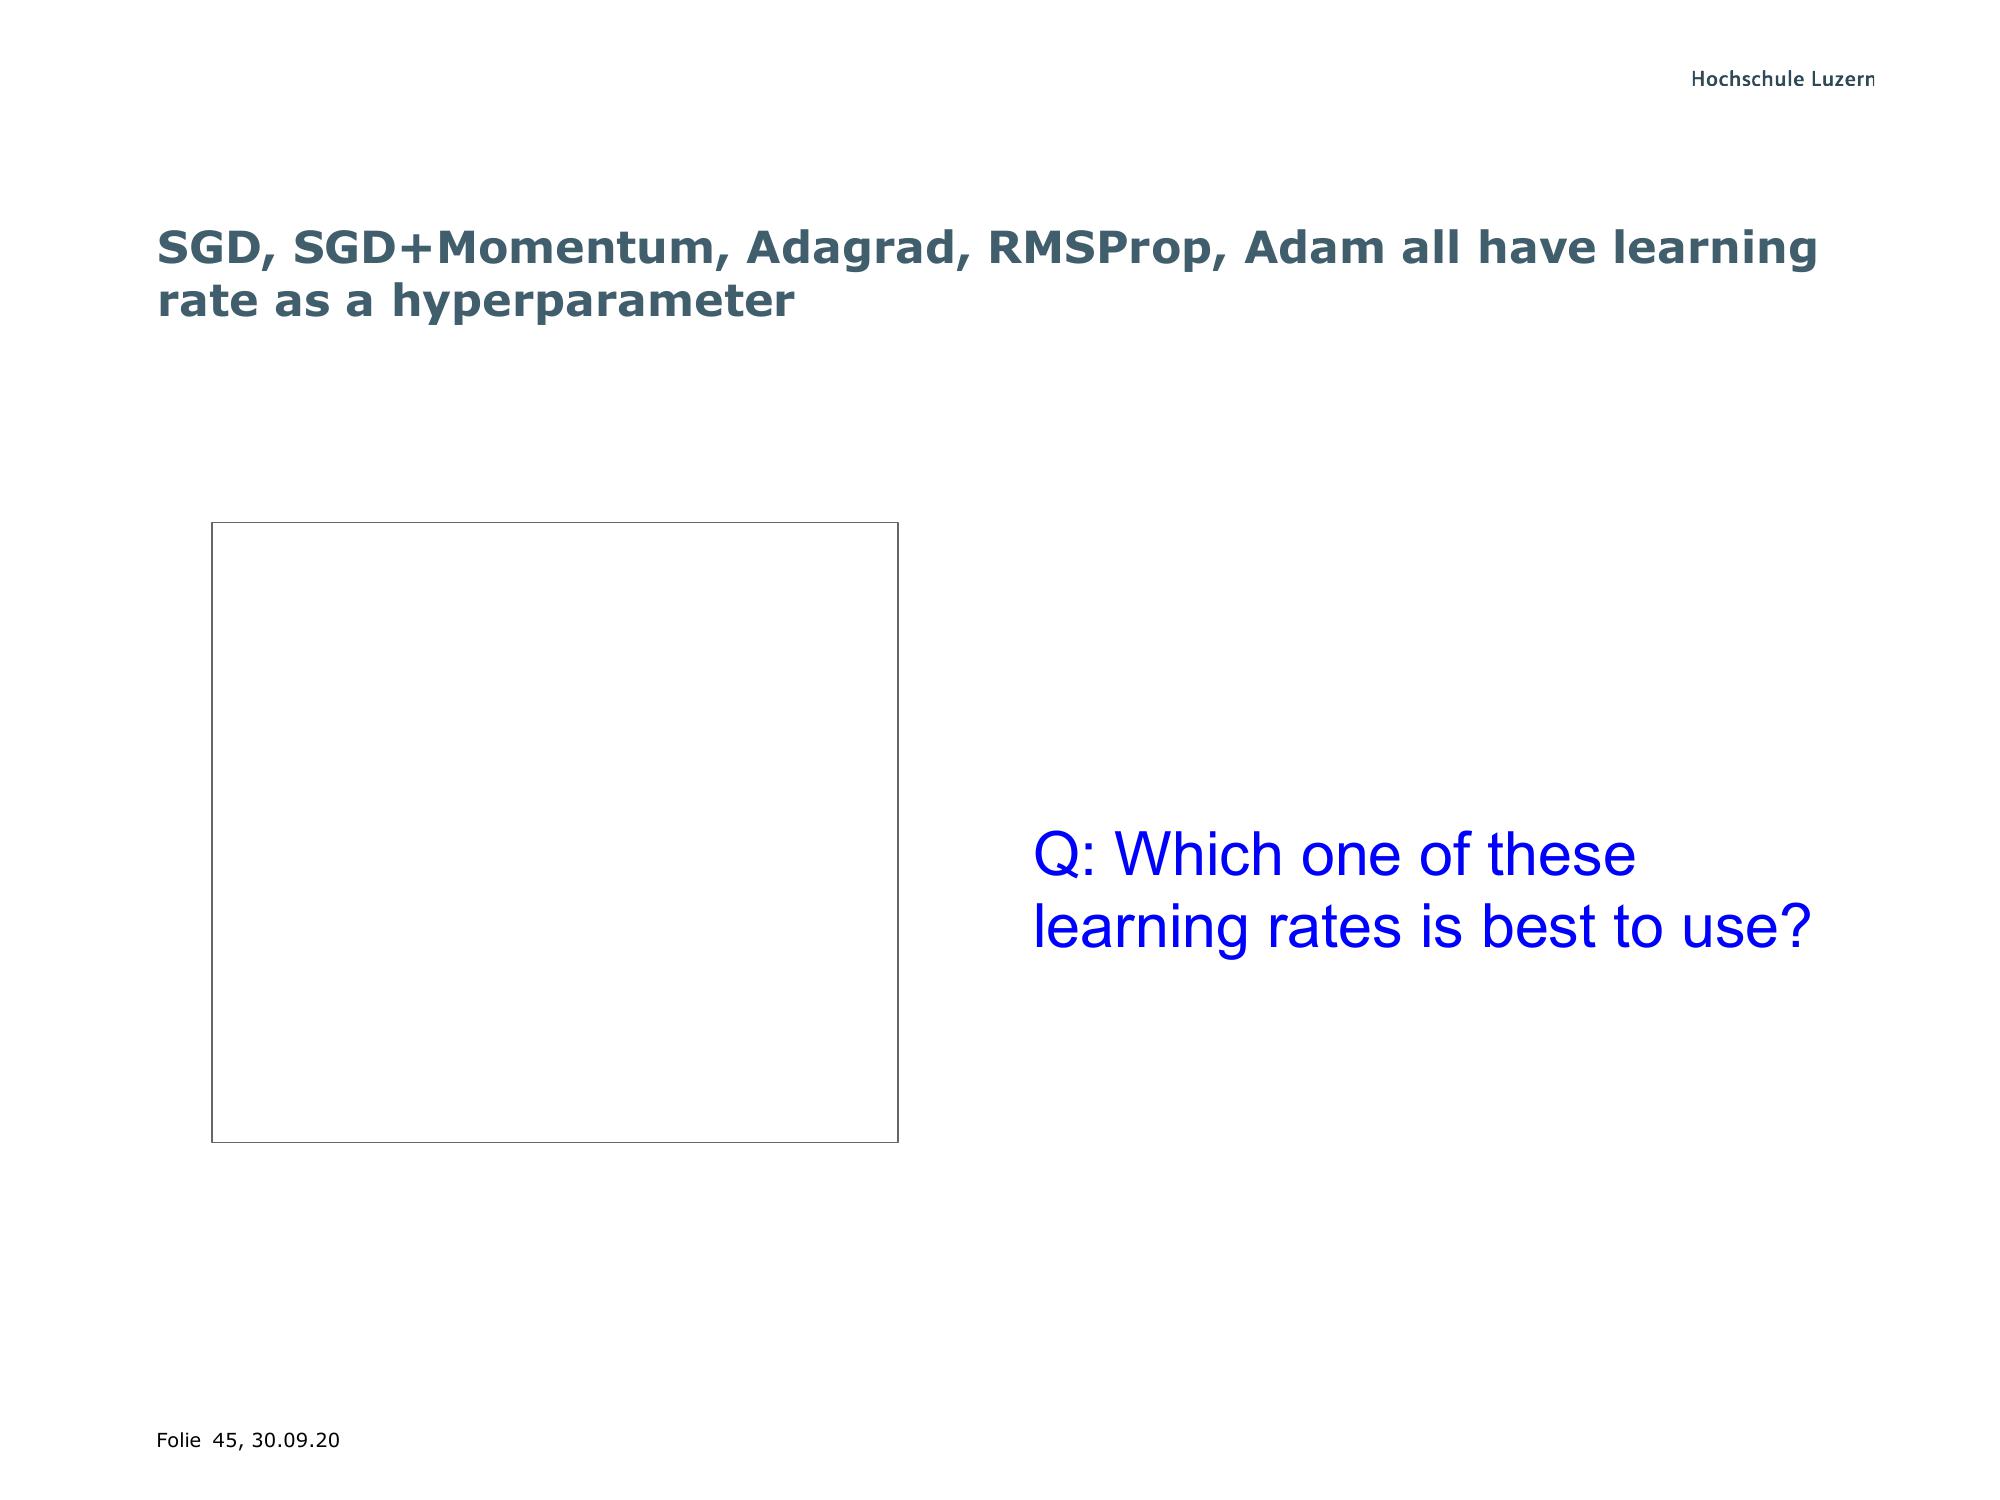 Hochschule Luzern
SGD, SGD+Momentum, Adagrad, RMSProp, Adam all have learning
rate as a hyperparameter
Q: Which one of these
learning rates is best to use?
Folie 45, 30.09.20